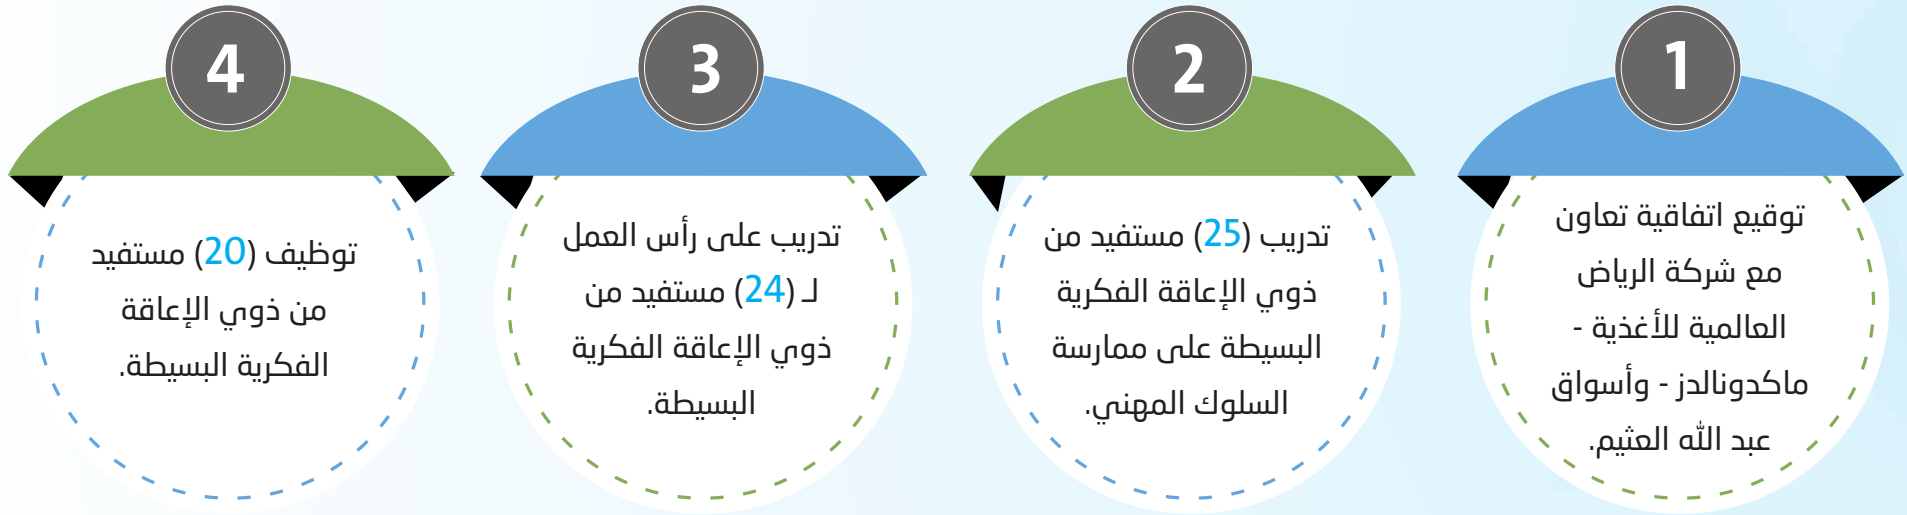 1
توقيع اتفاقية تعاون
مع شركة الرياض
العالمية للأغذية -
ماكدونالدز - وأسواق
عبد الله العثيم.
2
تدريب (25) مستفيد من
ذوي الإعاقة الفكرية
البسيطة على ممارسة
السلوك المهني.
3
تدريب على رأس العمل
لـ (24) مستفيد من
ذوي الإعاقة الفكرية
البسيطة.
4
توظيف (20) مستفيد
من ذوي الإعاقة
الفكرية البسيطة.